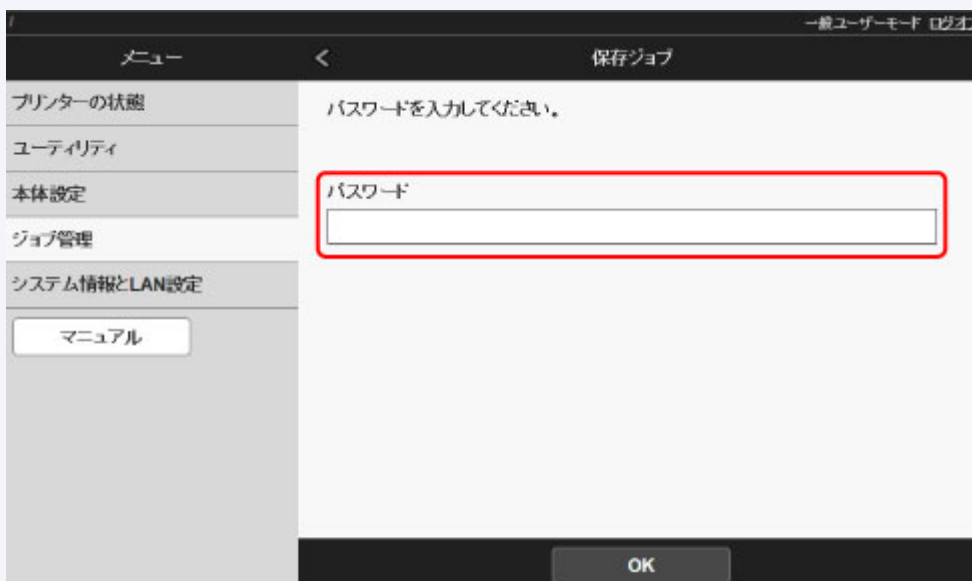 一般ユーザーモード ログオフ
メニュー
< 保存ジョブ
プリンターの状態
ユーティリティ
本体設定
ジョブ管理
システム情報とLAN設定
マニュアル
パスワードを入力してください。
パスワード
OK